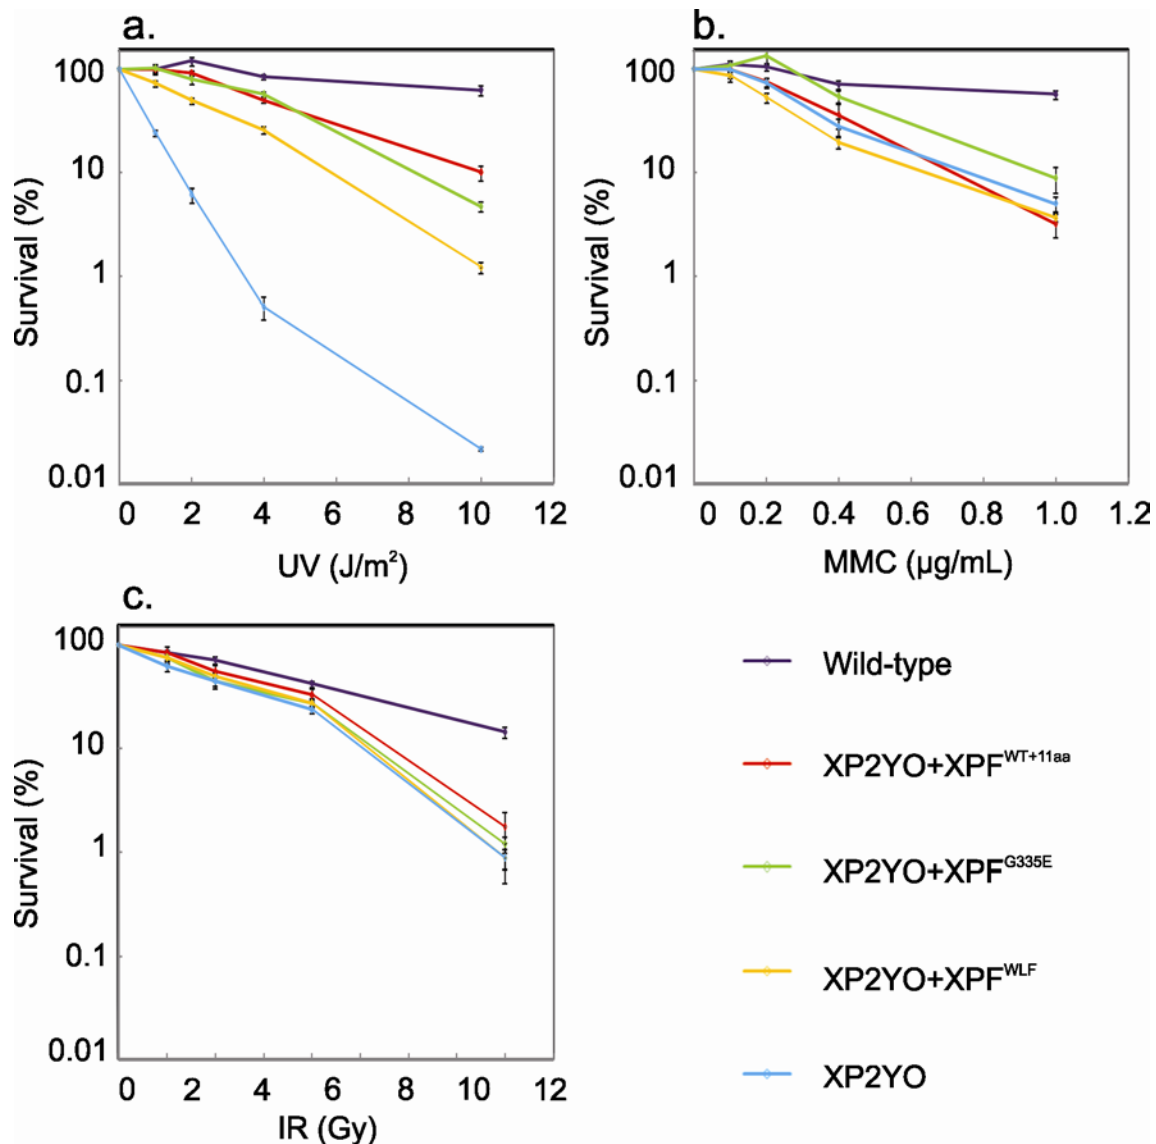 a.
100
10
1
0.1
0.01
Survival (%)
0 2 4 6 8 10 12
UV (J/m²)
b.
100
10
1
0.1
0.01
Survival (%)
0 0.2 0.4 0.6 0.8 1.0 1.2
MMC (µg/mL)
c.
100
10
1
0.1
0.01
Survival (%)
0 2 4 6 8 10 12
IR (Gy)
Wild-type
XP2YO+XPF^WT+11aa
XP2YO+XPF^G335E
XP2YO+XPF^WLF
XP2YO